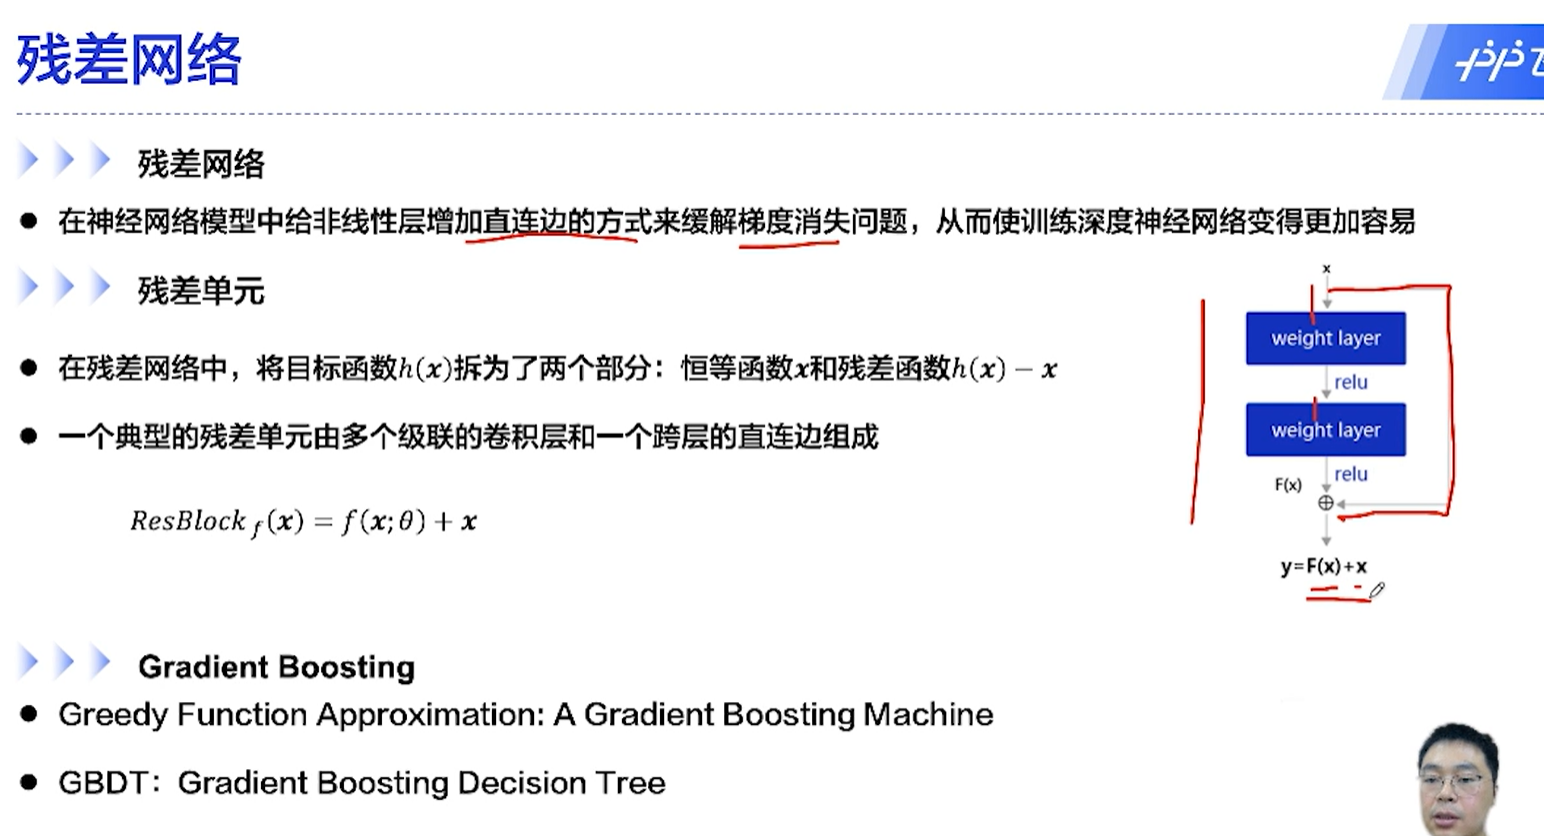 残差网络
残差网络
● 在神经网络模型中给非线性层增加直连边的方式来缓解梯度消失问题，从而使训练深度神经网络变得更加容易
残差单元
● 在残差网络中，将目标函数h(x)拆为了两个部分：恒等函数x和残差函数h(x) − x
● 一个典型的残差单元由多个级联的卷积层和一个跨层的直连边组成
ResBlock_f(x) = f(x; θ) + x
x
weight layer
relu
weight layer
relu
F(x)
y=F(x)+x
Gradient Boosting
● Greedy Function Approximation: A Gradient Boosting Machine
● GBDT：Gradient Boosting Decision Tree